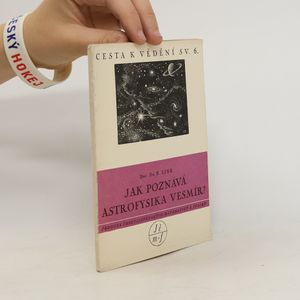 ČESKÝ HOKEJ
CESTA K VĚDĚNÍ SV. 6.
Doc. Dr. F. LINK
JAK POZNÁVÁ
ASTROFYSIKA VESMÍR?